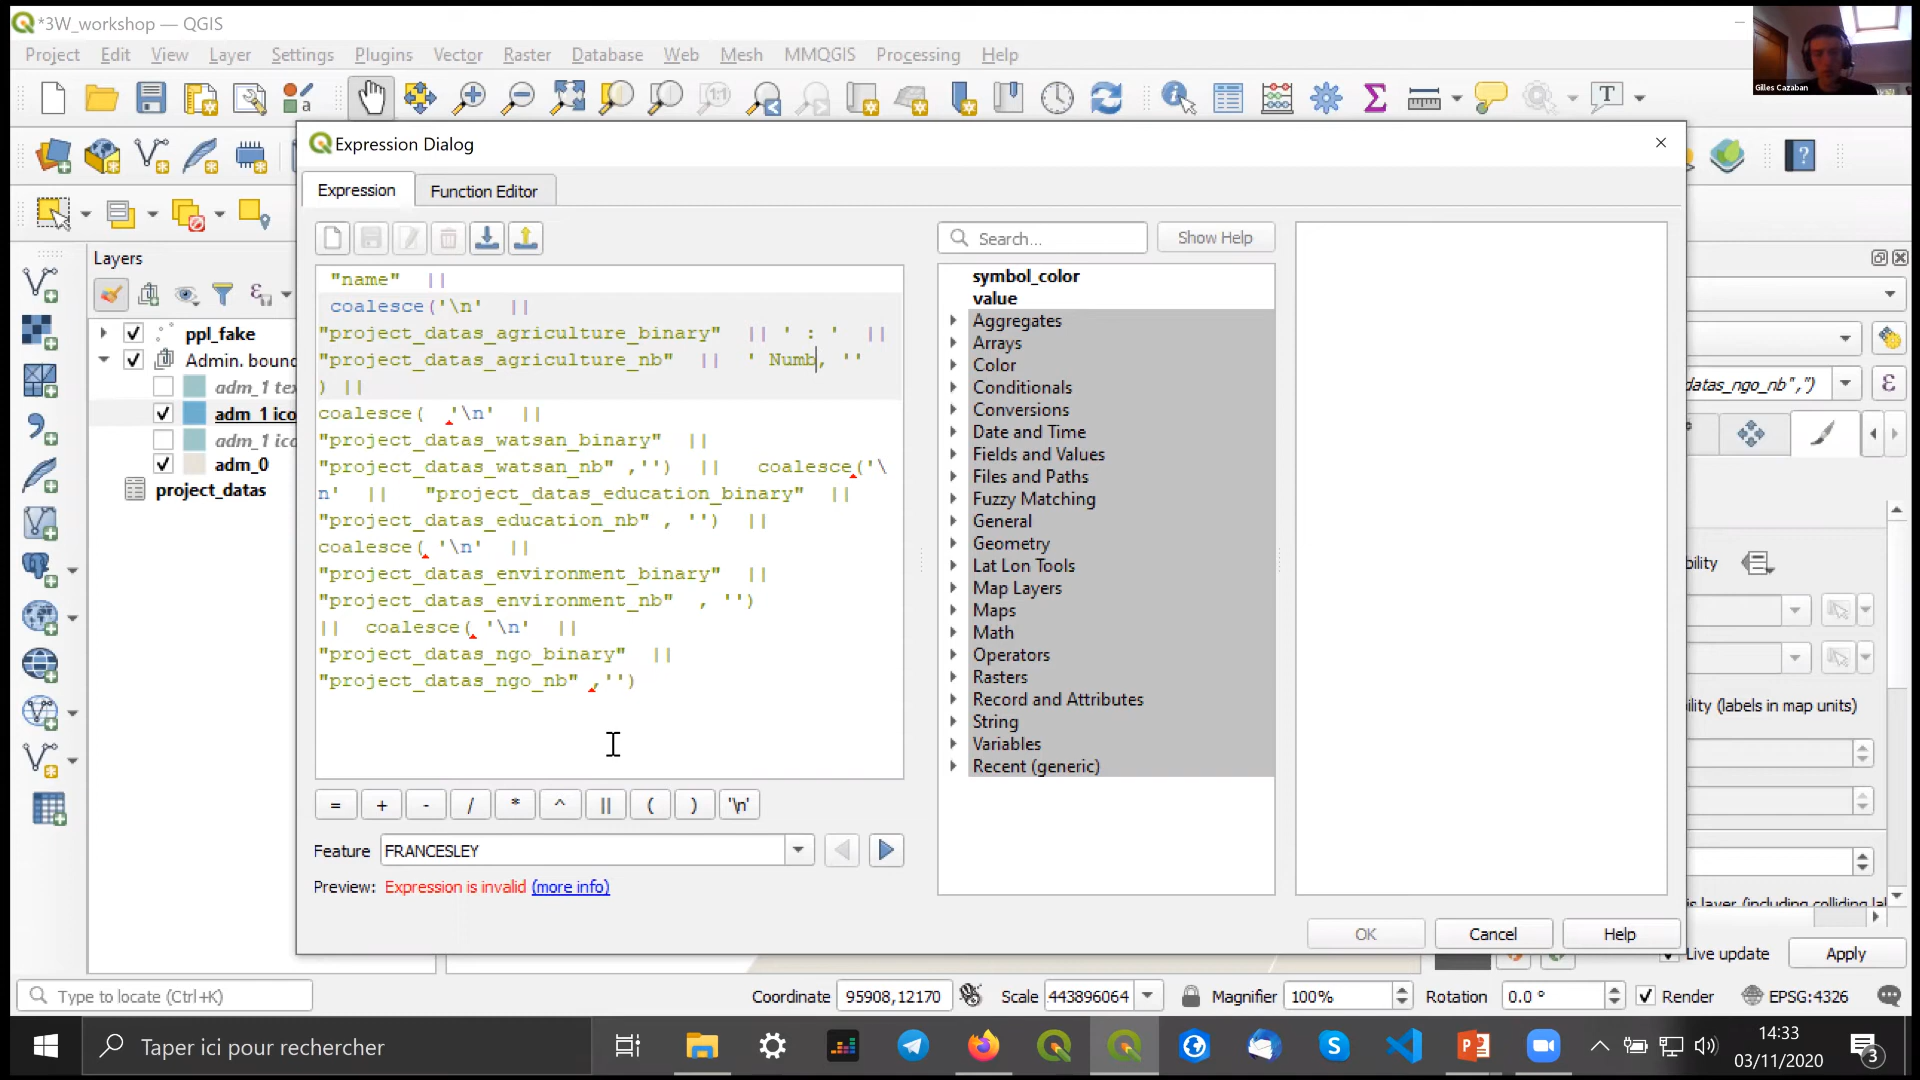 *3W_workshop — QGIS
Project Edit View Layer Settings Plugins Vector Raster Database Web Mesh MMQGIS Processing Help
Gilles Cazaban
Expression Dialog
Expression Function Editor
Search... Show Help
Layers
ppl_fake
Admin. bound
adm_1 tex
adm_1 ico
adm_1 ico
adm_0
project_datas
"name" ||
coalesce('\n' ||
"project_datas_agriculture_binary" || ' : ' ||
"project_datas_agriculture_nb" || ' Numb, ''
) ||
coalesce( '\n' ||
"project_datas_watsan_binary" ||
"project_datas_watsan_nb" ,'') || coalesce('\
n' || "project_datas_education_binary" ||
"project_datas_education_nb" , '') ||
coalesce( '\n' ||
"project_datas_environment_binary" ||
"project_datas_environment_nb" , '')
|| coalesce( '\n' ||
"project_datas_ngo_binary" ||
"project_datas_ngo_nb" ,'')
symbol_color
value
Aggregates
Arrays
Color
Conditionals
Conversions
Date and Time
Fields and Values
Files and Paths
Fuzzy Matching
General
Geometry
Lat Lon Tools
Map Layers
Maps
Math
Operators
Rasters
Record and Attributes
String
Variables
Recent (generic)
= + - / * ^ || ( ) '\n'
Feature FRANCESLEY
Preview: Expression is invalid (more info)
OK Cancel Help
datas_ngo_nb",'')
bility
ility (labels in map units)
is layer (including colliding lal
Live update Apply
Type to locate (Ctrl+K) Coordinate 95908,12170 Scale 443896064 Magnifier 100% Rotation 0.0 ° Render EPSG:4326
Taper ici pour rechercher
14:33
03/11/2020
3